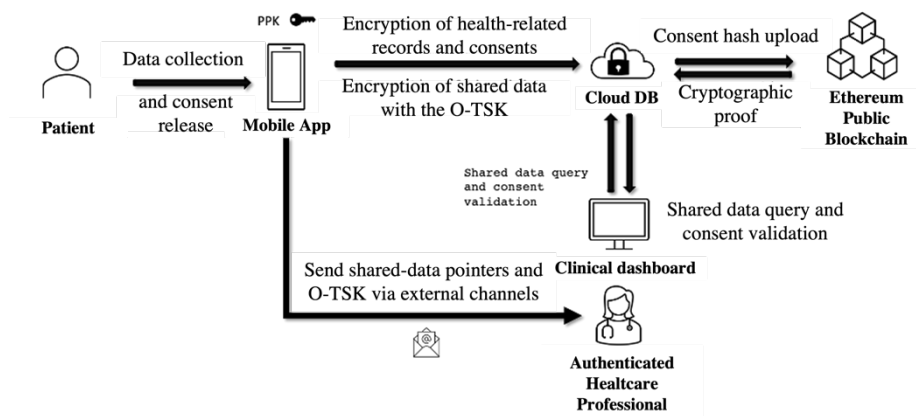 PPK
Encryption of health-related
records and consents
Consent hash upload
Data collection
and consent
release
Encryption of shared data
with the O-TSK
Cryptographic
proof
Patient
Mobile App
Cloud DB
Ethereum
Public
Blockchain
Shared data query
and consent
validation
Shared data query and
consent validation
Clinical dashboard
Send shared-data pointers and
O-TSK via external channels
@
Authenticated
Healtcare
Professional